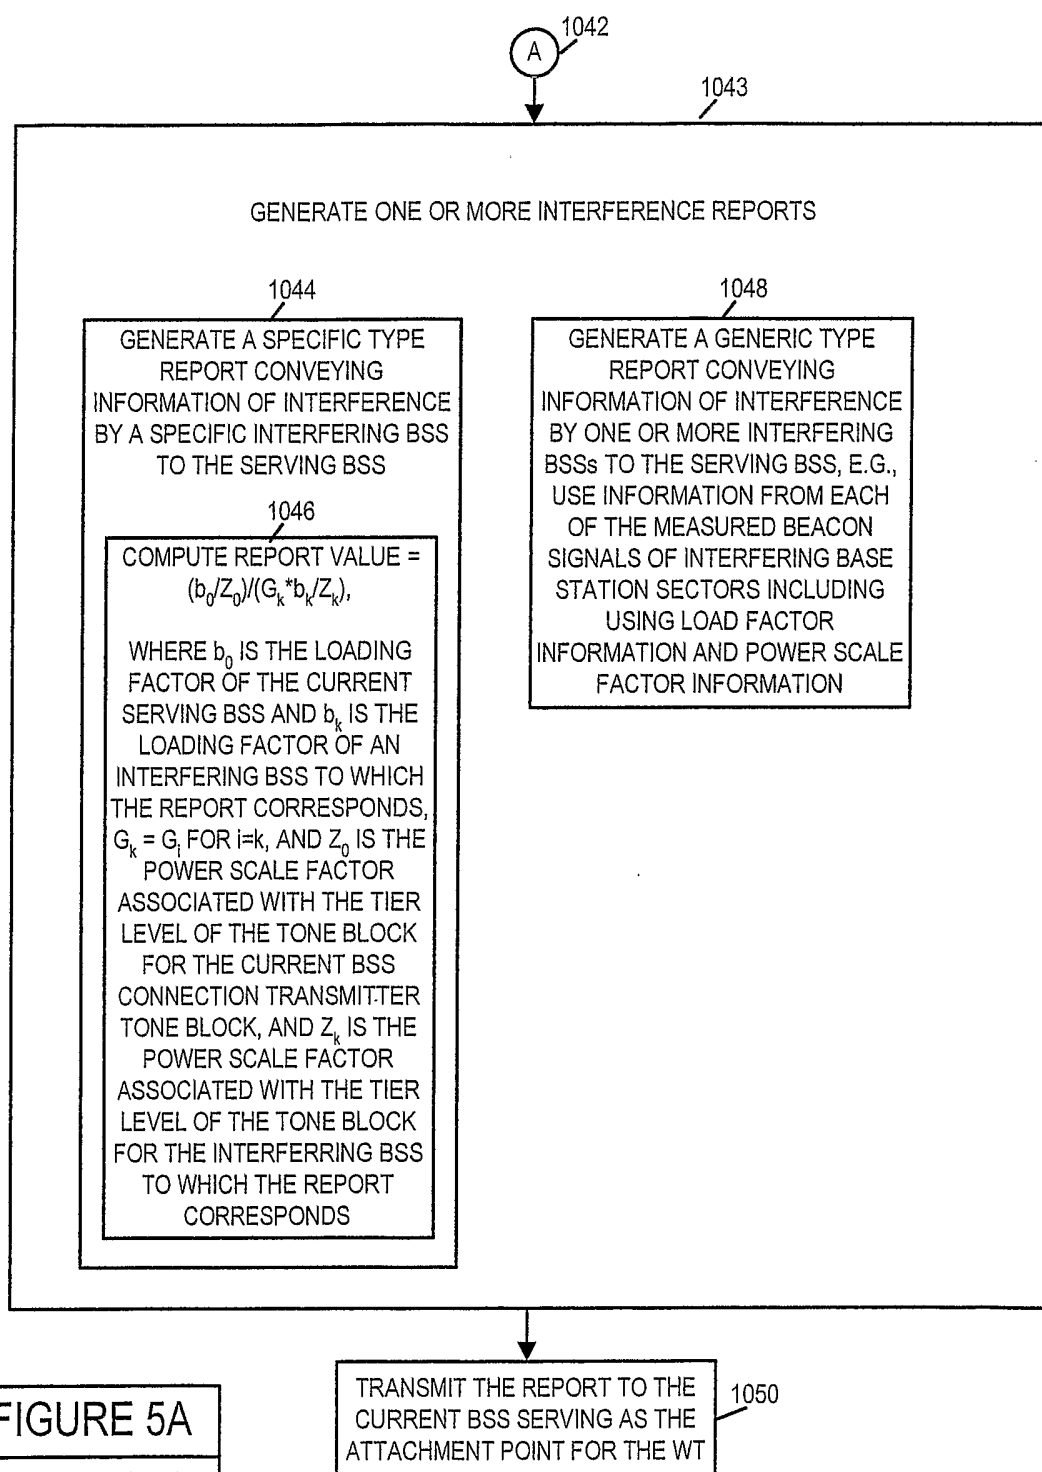 1042
A
1043
GENERATE ONE OR MORE INTERFERENCE REPORTS
1044
GENERATE A SPECIFIC TYPE
REPORT CONVEYING
INFORMATION OF INTERFERENCE
BY A SPECIFIC INTERFERING BSS
TO THE SERVING BSS
1046
COMPUTE REPORT VALUE =
(b₀/Z₀)/(Gₖ*bₖ/Zₖ),
WHERE b₀ IS THE LOADING
FACTOR OF THE CURRENT
SERVING BSS AND bₖ IS THE
LOADING FACTOR OF AN
INTERFERING BSS TO WHICH
THE REPORT CORRESPONDS,
Gₖ = Gᵢ FOR i=k, AND Z₀ IS THE
POWER SCALE FACTOR
ASSOCIATED WITH THE TIER
LEVEL OF THE TONE BLOCK
FOR THE CURRENT BSS
CONNECTION TRANSMITTER
TONE BLOCK, AND Zₖ IS THE
POWER SCALE FACTOR
ASSOCIATED WITH THE TIER
LEVEL OF THE TONE BLOCK
FOR THE INTERFERRING BSS
TO WHICH THE REPORT
CORRESPONDS
1048
GENERATE A GENERIC TYPE
REPORT CONVEYING
INFORMATION OF INTERFERENCE
BY ONE OR MORE INTERFERING
BSSs TO THE SERVING BSS, E.G.,
USE INFORMATION FROM EACH
OF THE MEASURED BEACON
SIGNALS OF INTERFERING BASE
STATION SECTORS INCLUDING
USING LOAD FACTOR
INFORMATION AND POWER SCALE
FACTOR INFORMATION
TRANSMIT THE REPORT TO THE
CURRENT BSS SERVING AS THE
ATTACHMENT POINT FOR THE WT
1050
FIGURE 5A